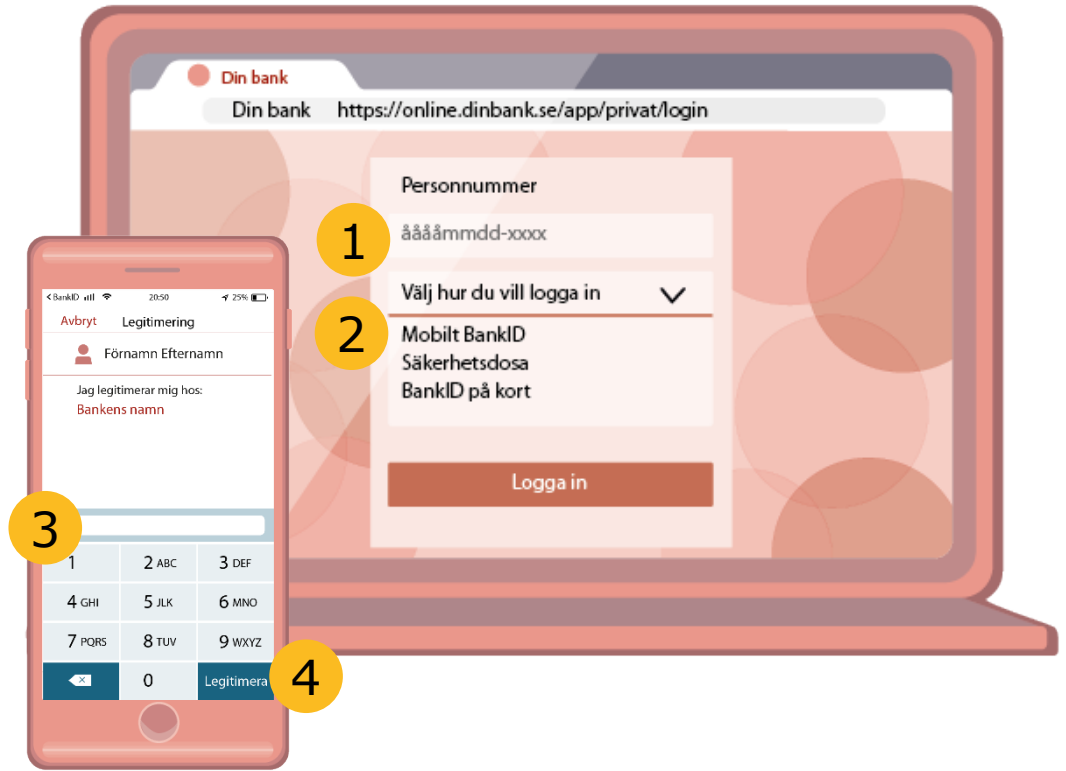 Din bank
Din bank https://online.dinbank.se/app/privat/login
Personnummer
1
ååååmmdd-xxxx
Välj hur du vill logga in
2
Mobilt BankID
Säkerhetsdosa
BankID på kort
Logga in
BankID 20:50 25%
Avbryt Legitimering
Förnamn Efternamn
Jag legitimerar mig hos:
Bankens namn
3
1 2 ABC 3 DEF
4 GHI 5 JLK 6 MNO
7 PQRS 8 TUV 9 WXYZ
0 Legitimera
4